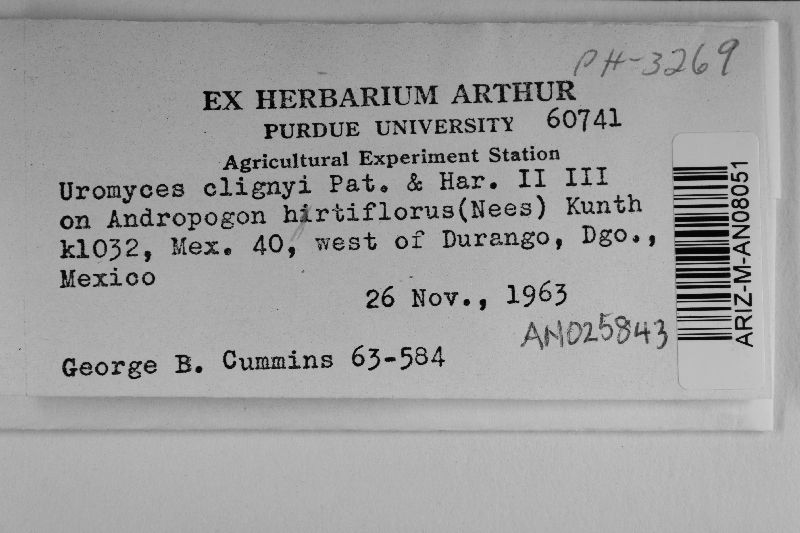 PH-3269
EX HERBARIUM ARTHUR
PURDUE UNIVERSITY 60741
Agricultural Experiment Station
Uromyces clignyi Pat. & Har. II III
on Andropogon hirtiflorus(Nees) Kunth
k1032, Mex. 40, west of Durango, Dgo.,
Mexico
26 Nov., 1963
AN025843
George B. Cummins 63-584
ARIZ-M-AN08051